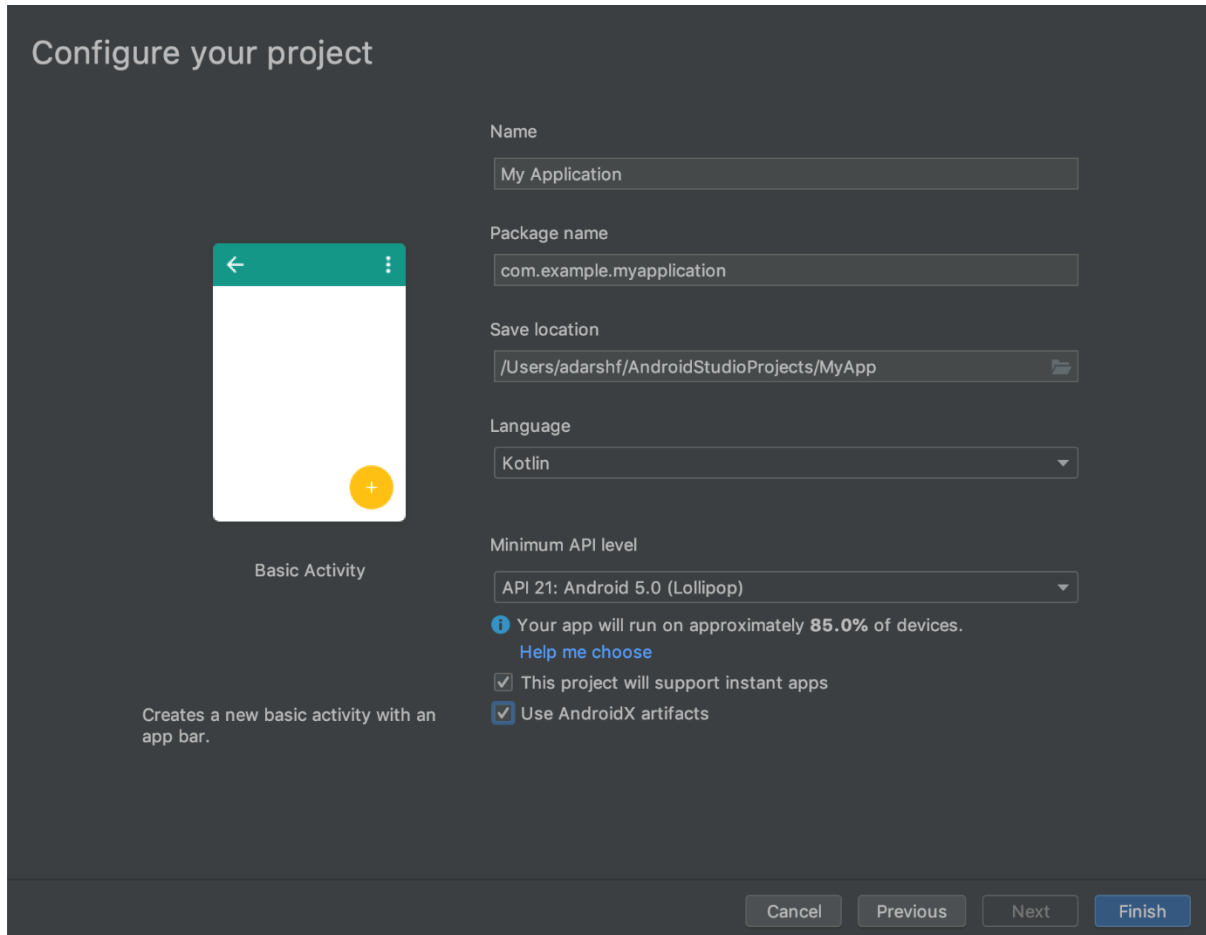 Configure your project
Name
My Application
Package name
com.example.myapplication
Save location
/Users/adarshf/AndroidStudioProjects/MyApp
Language
Kotlin
Basic Activity
Minimum API level
API 21: Android 5.0 (Lollipop)
Your app will run on approximately 85.0% of devices.
Help me choose
This project will support instant apps
Use AndroidX artifacts
Creates a new basic activity with an
app bar.
Cancel
Previous
Next
Finish